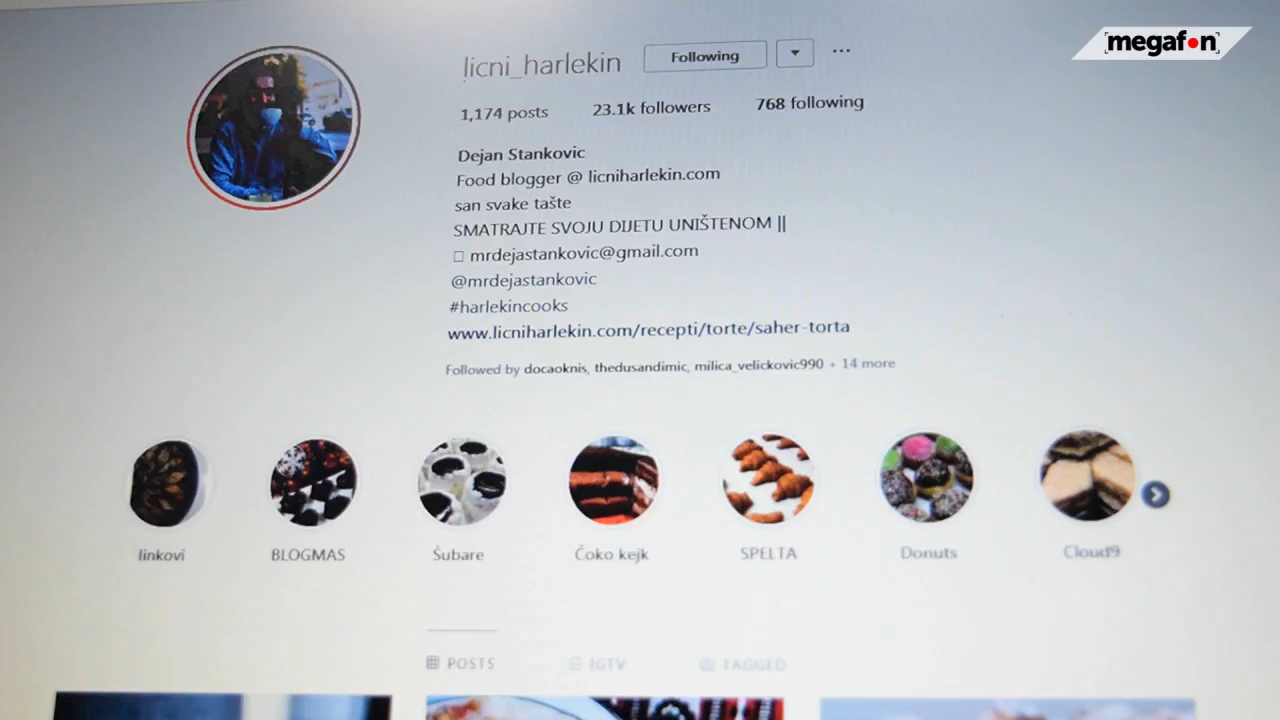 megafon
licni_harlekin Following ...
1,174 posts 23.1k followers 768 following
Dejan Stankovic
Food blogger @ licniharlekin.com
san svake tašte
SMATRAJTE SVOJU DIJETU UNIŠTENOM ||
mrdejastankovic@gmail.com
@mrdejastankovic
#harlekincooks
www.licniharlekin.com/recepti/torte/saher-torta
Followed by docaoknis, thedusandimic, milica_velickovic990 + 14 more
linkovi BLOGMAS Šubare Čoko kejk SPELTA Donuts Cloud9
POSTS IGTV TAGGED